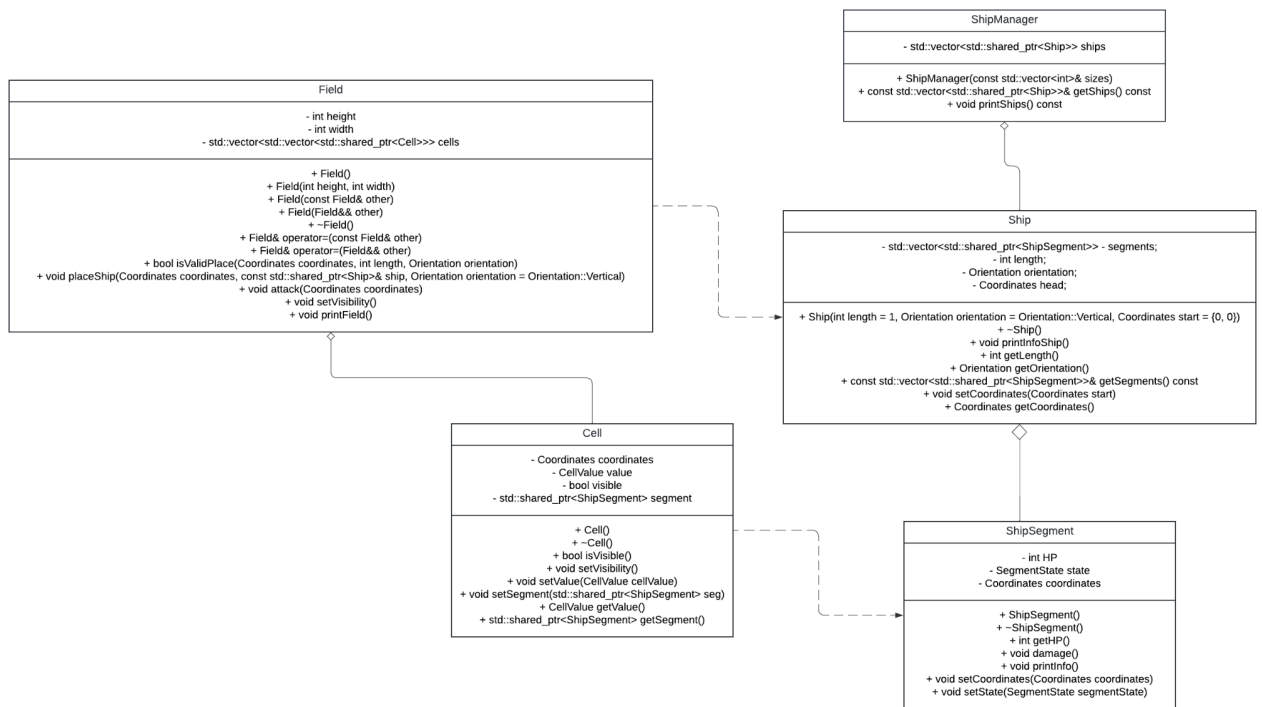 ShipManager
- std::vector<std::shared_ptr<Ship>> ships
+ ShipManager(const std::vector<int>& sizes)
+ const std::vector<std::shared_ptr<Ship>>& getShips() const
+ void printShips() const
Field
- int height
- int width
- std::vector<std::vector<std::shared_ptr<Cell>>> cells
+ Field()
+ Field(int height, int width)
+ Field(const Field& other)
+ Field(Field&& other)
+ ~Field()
+ Field& operator=(const Field& other)
+ Field& operator=(Field&& other)
+ bool isValidPlace(Coordinates coordinates, int length, Orientation orientation)
+ void placeShip(Coordinates coordinates, const std::shared_ptr<Ship>& ship, Orientation orientation = Orientation::Vertical)
+ void attack(Coordinates coordinates)
+ void setVisibility()
+ void printField()
Ship
- std::vector<std::shared_ptr<ShipSegment>> - segments;
- int length;
- Orientation orientation;
- Coordinates head;
+ Ship(int length = 1, Orientation orientation = Orientation::Vertical, Coordinates start = {0, 0})
+ ~Ship()
+ void printInfoShip()
+ int getLength()
+ Orientation getOrientation()
+ const std::vector<std::shared_ptr<ShipSegment>>& getSegments() const
+ void setCoordinates(Coordinates start)
+ Coordinates getCoordinates()
Cell
- Coordinates coordinates
- CellValue value
- bool visible
- std::shared_ptr<ShipSegment> segment
+ Cell()
+ ~Cell()
+ bool isVisible()
+ void setVisibility()
+ void setValue(CellValue cellValue)
+ void setSegment(std::shared_ptr<ShipSegment> seg)
+ CellValue getValue()
+ std::shared_ptr<ShipSegment> getSegment()
ShipSegment
- int HP
- SegmentState state
- Coordinates coordinates
+ ShipSegment()
+ ~ShipSegment()
+ int getHP()
+ void damage()
+ void printInfo()
+ void setCoordinates(Coordinates coordinates)
+ void setState(SegmentState segmentState)